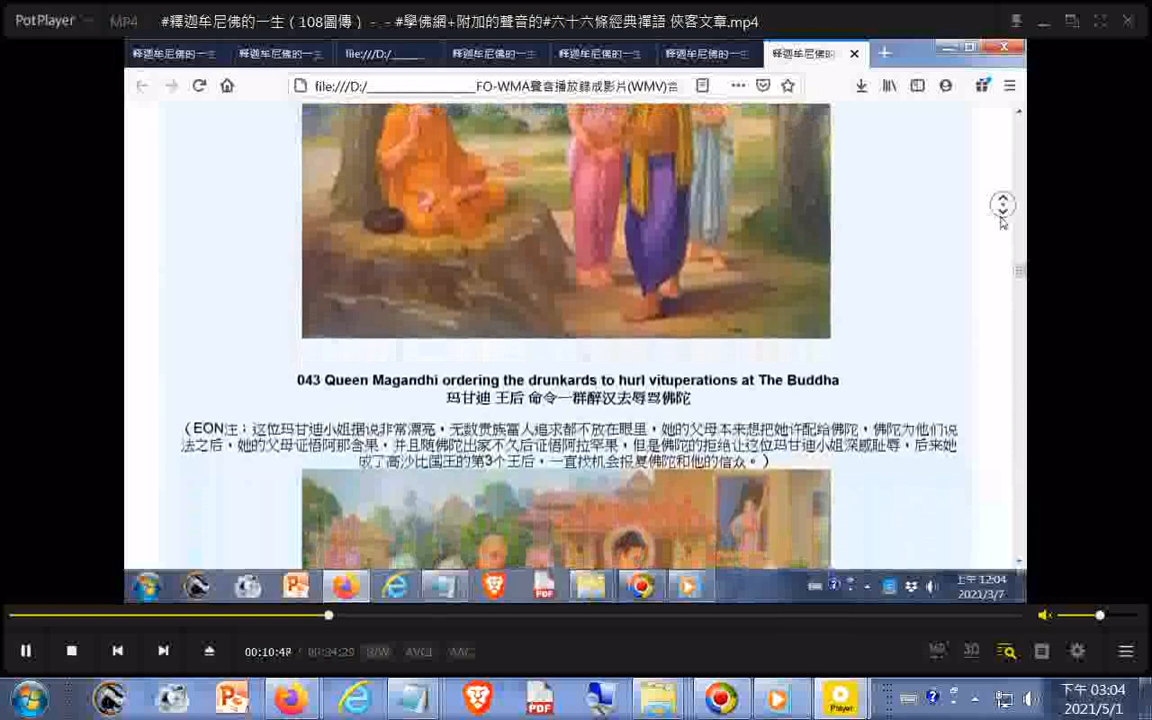 PotPlayer MP4 #釋迦牟尼佛的一生（108圖傳）- - #學佛網+附加的聲音的#六十六條經典禪語 俠客文章.mp4
释迦牟尼佛的一生 释迦牟尼佛的一生 file:///D:/ 释迦牟尼佛的一生 释迦牟尼佛的一生 释迦牟尼佛的一生 释迦牟尼佛的
file:///D:/ FO-WMA聲音播放錄成影片(WMV)
043 Queen Magandhi ordering the drunkards to hurl vituperations at The Buddha
玛甘迪 王后 命令一群醉汉去辱骂佛陀
（EON注：这位玛甘迪小姐据说非常漂亮，无数贵族富人追求都不放在眼里，她的父母本来想把她许配给佛陀，佛陀为他们说
法之后，她的父母证悟阿那含果，并且随佛陀出家不久后证悟阿拉罕果，但是佛陀的拒绝让这位玛甘迪小姐深感耻辱，后来她
成了高沙比国王的第3个王后，一直找机会报复佛陀和他的信众。）
PDF
上午 12:04
2021/3/7
00:10:48 / 00:34:29 H/W AVC1 AAC
3D
PDF
Player
下午 03:04
2021/5/1